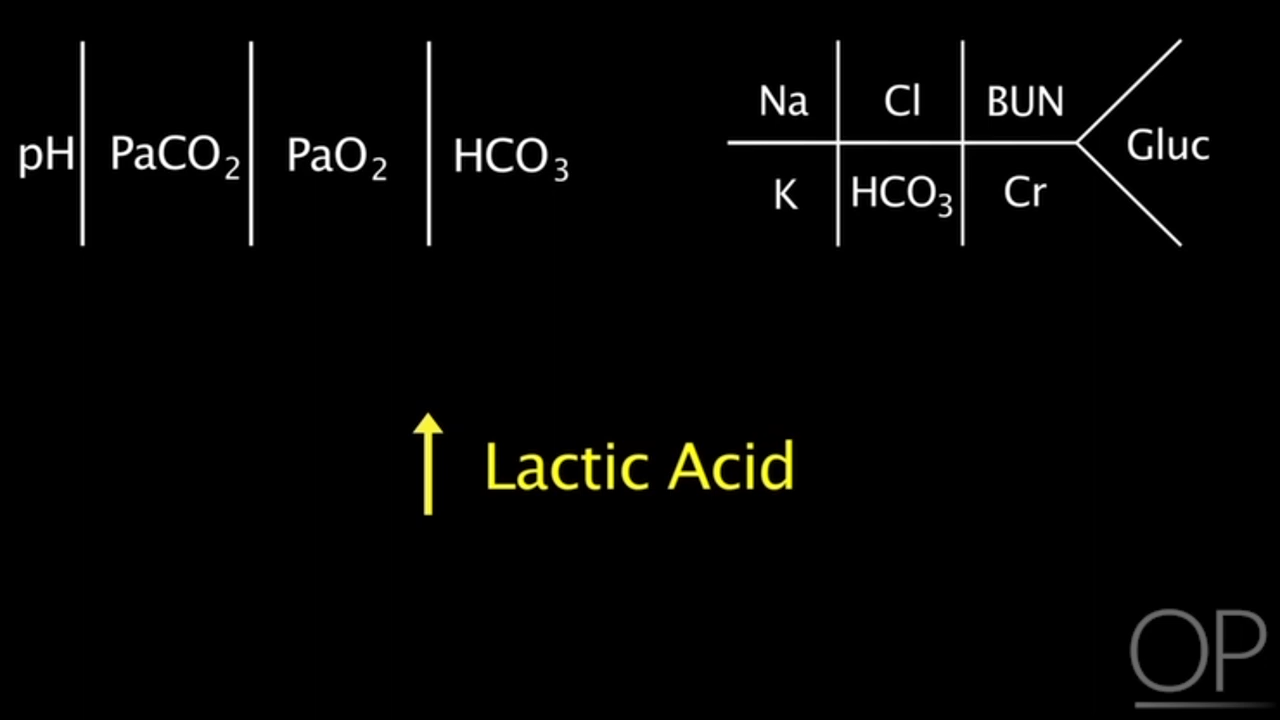 pH PaCO₂ PaO₂ HCO₃
Na Cl BUN
Gluc
K HCO₃ Cr
↑ Lactic Acid
OP